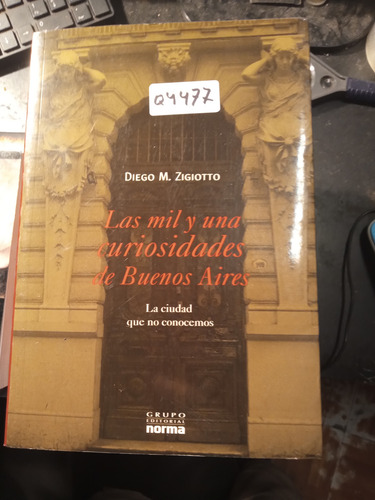 Q4477
DIEGO M. ZIGIOTTO
Las mil y una
curiosidades
de Buenos Aires
La ciudad
que no conocemos
GRUPO
EDITORIAL
norma